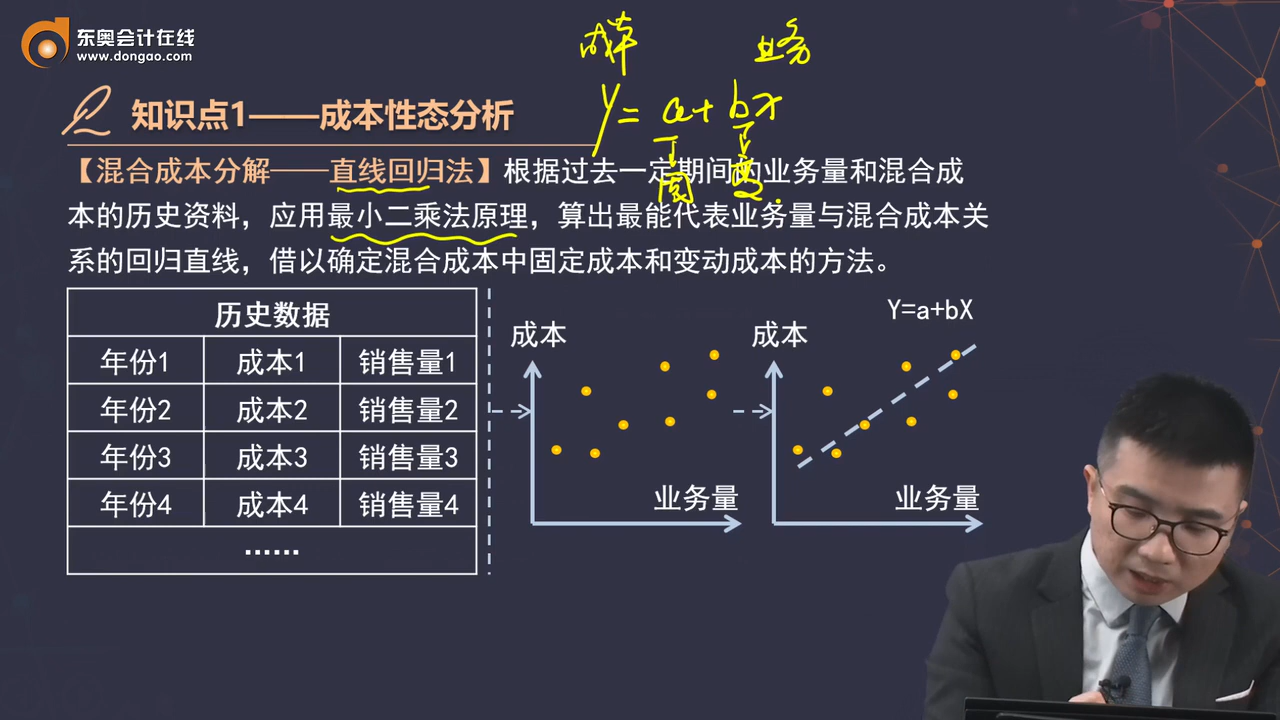 东奥会计在线
www.dongao.com
成本 业务
y=a+bx
固 变
知识点1——成本性态分析
【混合成本分解——直线回归法】根据过去一定期间的业务量和混合成
本的历史资料，应用最小二乘法原理，算出最能代表业务量与混合成本关
系的回归直线，借以确定混合成本中固定成本和变动成本的方法。
历史数据
年份1 成本1 销售量1
年份2 成本2 销售量2
年份3 成本3 销售量3
年份4 成本4 销售量4
……
成本
业务量
Y=a+bX
成本
业务量